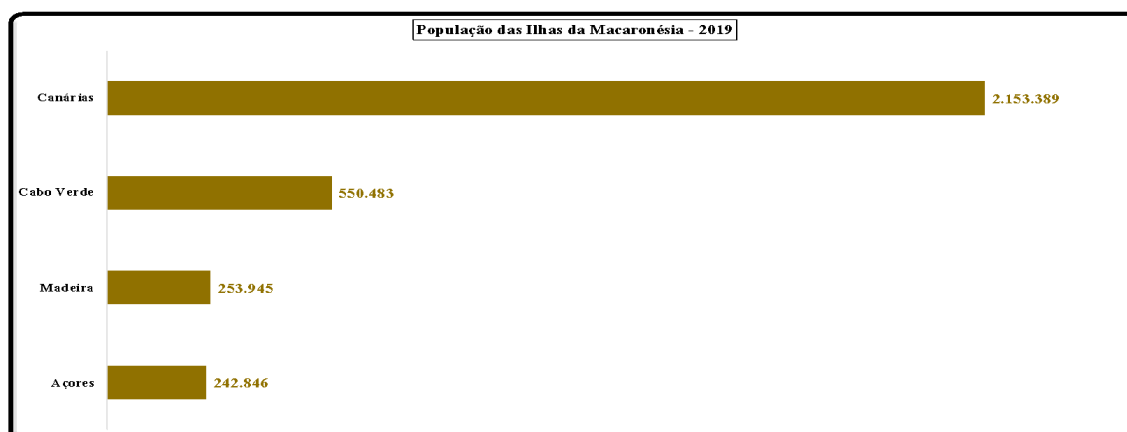 População das Ilhas da Macaronésia - 2019
Canárias 2.153.389
Cabo Verde 550.483
Madeira 253.945
Açores 242.846